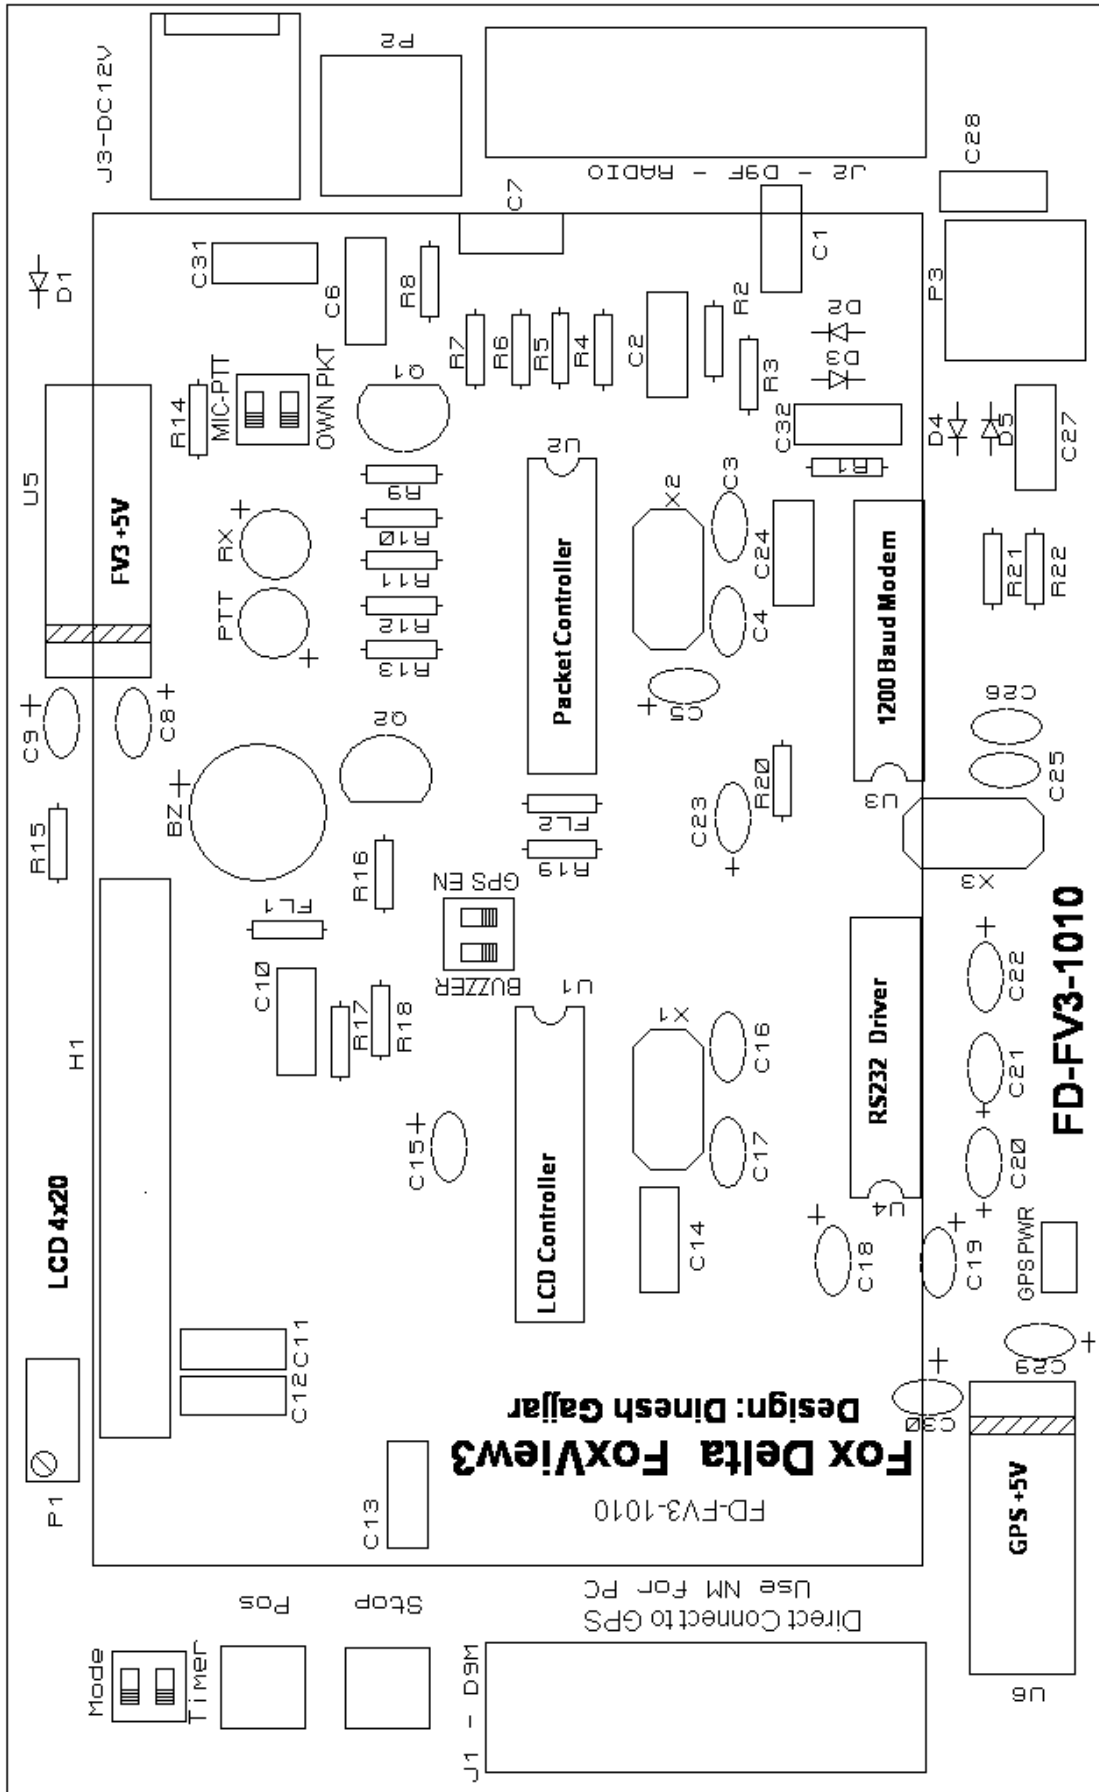 J3-DC12V
P2
J2 - D9F - RADIO
C28
D1
C31
C6
R8
C7
C1
P3
R7
R6
R5
R4
C2
R2
R3
D2
D3
U5
FV3 +5V
R14
MIC-PTT
OWN PKT
Q1
C32
R1
D4
D5
C27
RX
PTT
R9
R10
R11
R12
R13
U2
Packet Controller
X2
C3
C4
C5
C24
1200 Baud Modem
U3
R21
R22
C26
C25
C9
C8
R15
BZ
Q2
R16
FL2
R19
C23
R20
X3
FL1
GPS EN
BUZZER
H1
C10
R17
R18
U1
LCD Controller
X1
C16
C17
C14
RS232 Driver
U4
C22
C21
C20
FD-FV3-1010
LCD 4x20
C15
C18
C19
GPSPWR
C11
C12
C29
C30
P1
C13
Design: Dinesh Gajjar
Fox Delta FoxView3
FD-FV3-1010
GPS +5V
U6
Mode
Timer
Pos
Stop
Use NM For PC
Direct Connect to GPS
J1 - D9M